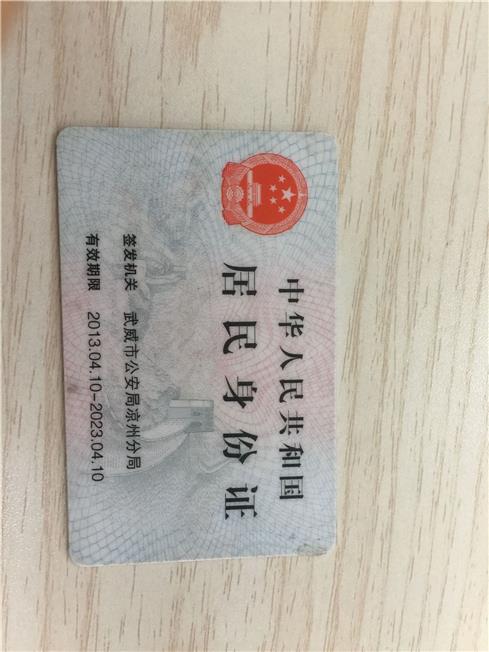 中华人民共和国
居民身份证
签发机关 武威市公安局凉州分局
有效期限 2013.04.10-2023.04.10